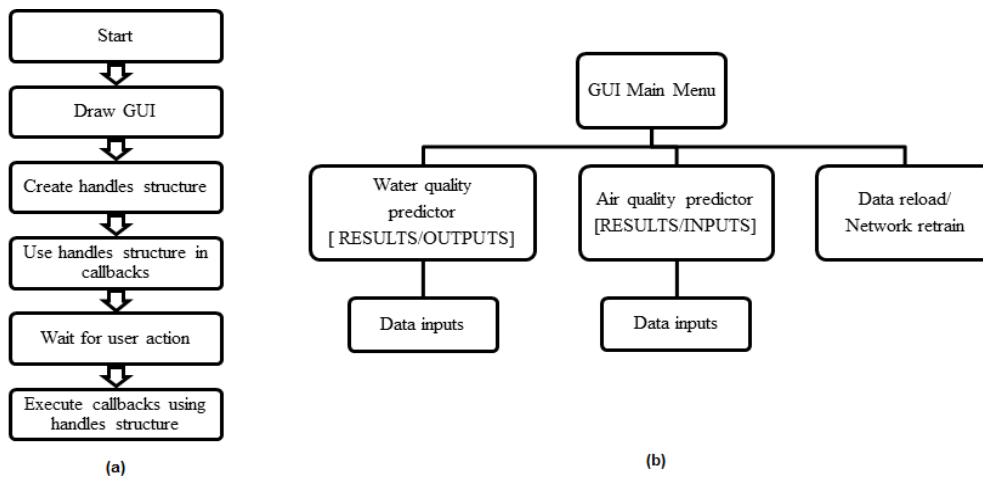 Start
Draw GUI
Create handles structure
Use handles structure in
callbacks
Wait for user action
Execute callbacks using
handles structure
(a)
GUI Main Menu
Water quality
predictor
[ RESULTS/OUTPUTS]
Air quality predictor
[RESULTS/INPUTS]
Data reload/
Network retrain
Data inputs
Data inputs
(b)